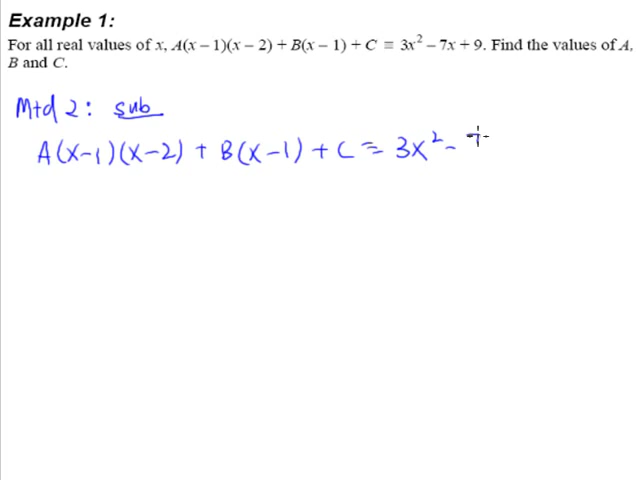 Example 1:
For all real values of x, A(x − 1)(x − 2) + B(x − 1) + C ≡ 3x² − 7x + 9. Find the values of A,
B and C.
Mtd 2: sub
A(x-1)(x-2) + B(x-1) + C = 3x² - 7